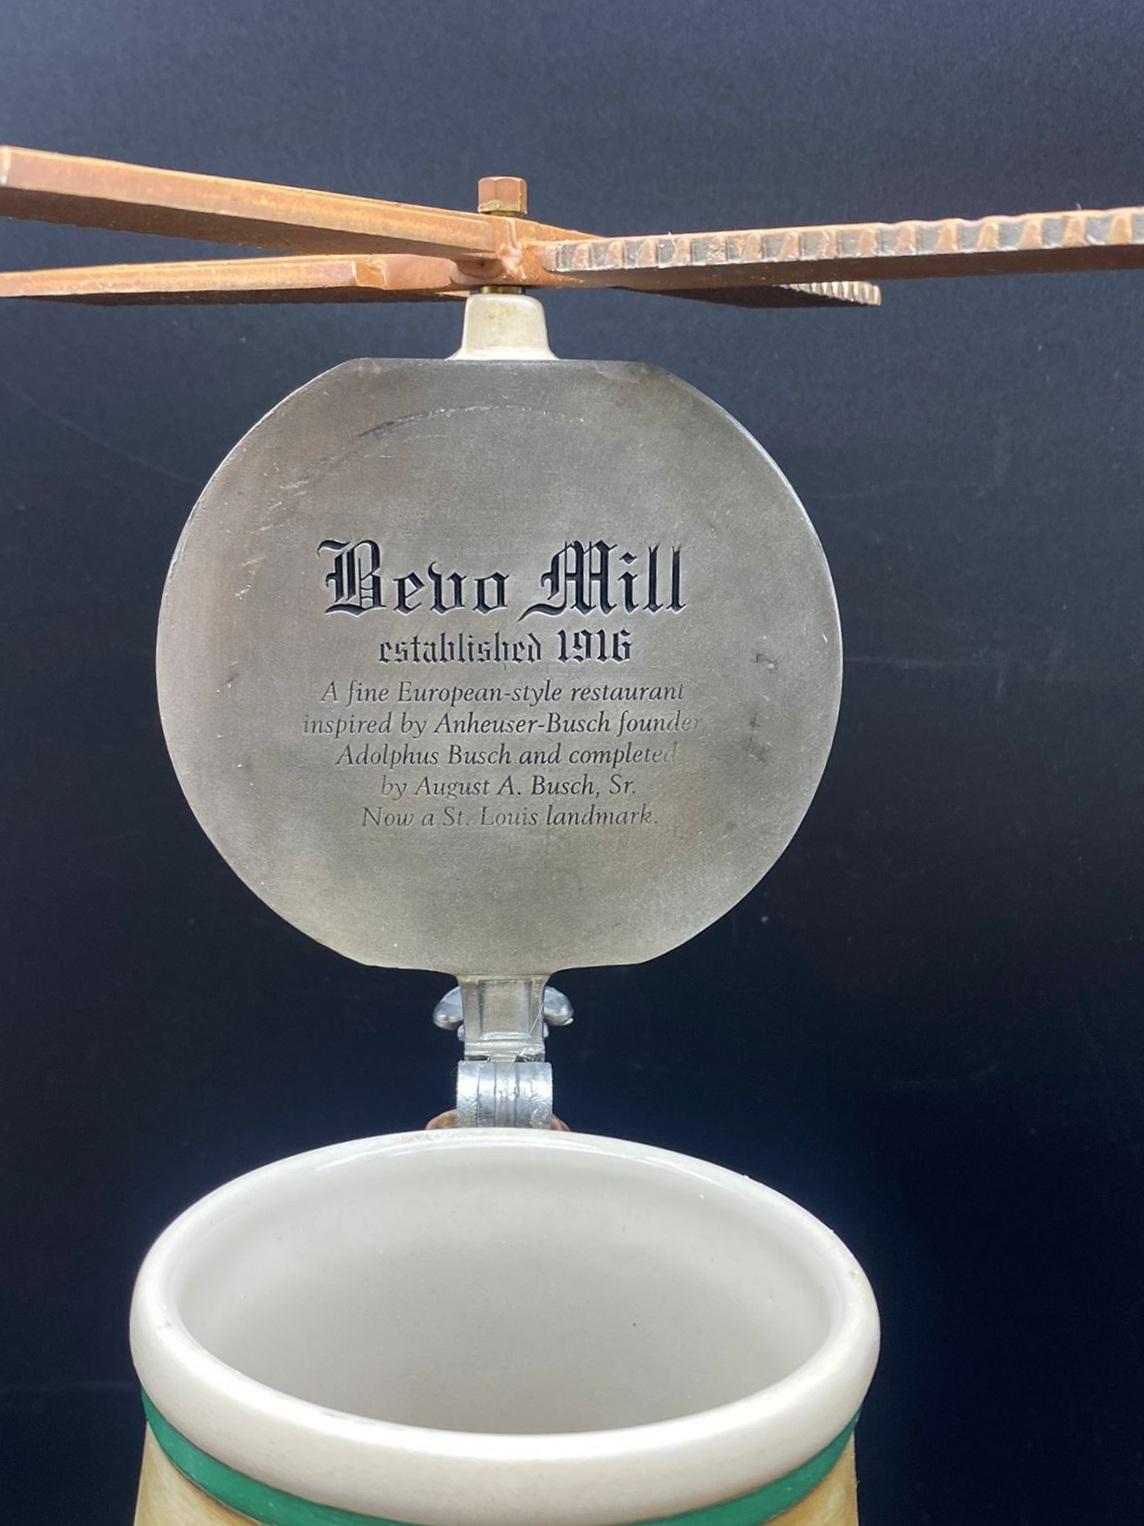 Bevo Mill
established 1916
A fine European-style restaurant
inspired by Anheuser-Busch founder
Adolphus Busch and completed
by August A. Busch, Sr.
Now a St. Louis landmark.